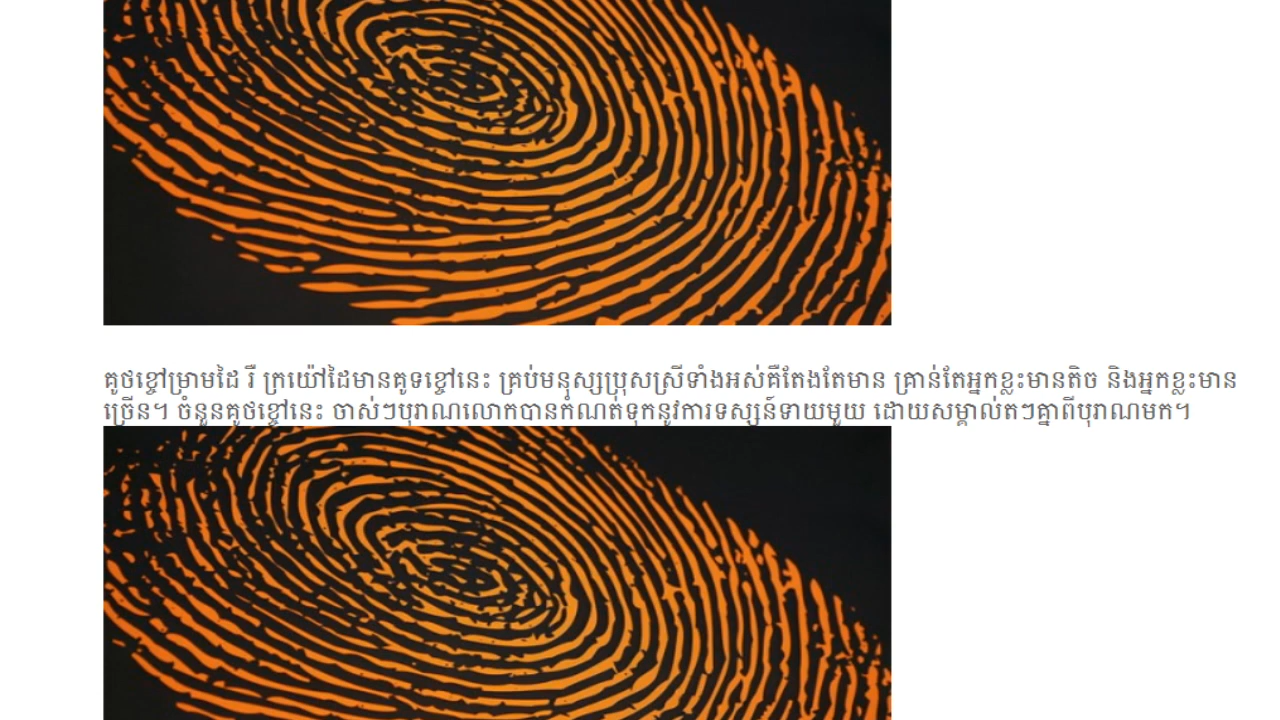 គូថខ្ចៅម្រាមដៃ រឺ ក្រយ៉ៅដៃមានគូទខ្ចៅនេះ គ្រប់មនុស្សប្រុសស្រីទាំងអស់គឺតែងតែមាន គ្រាន់តែអ្នកខ្លះមានតិច និងអ្នកខ្លះមាន
ច្រើន។ ចំនួនគូថខ្ចៅនេះ ចាស់ៗបុរាណលោកបានកំណត់ទុកនូវការទស្សន៍ទាយមួយ ដោយសម្គាល់តៗគ្នាពីបុរាណមក។